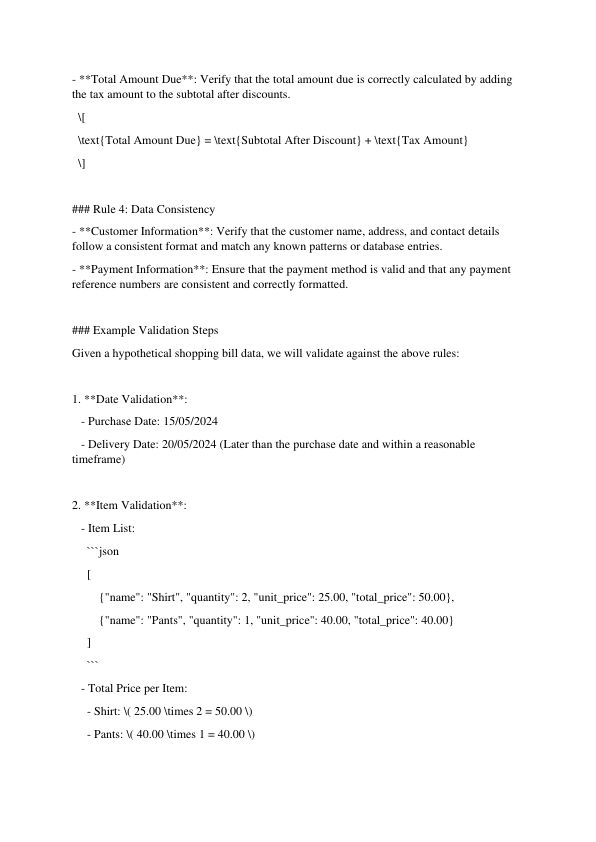 - **Total Amount Due**: Verify that the total amount due is correctly calculated by adding
the tax amount to the subtotal after discounts.
\[
\text{Total Amount Due} = \text{Subtotal After Discount} + \text{Tax Amount}
\]
### Rule 4: Data Consistency
- **Customer Information**: Verify that the customer name, address, and contact details
follow a consistent format and match any known patterns or database entries.
- **Payment Information**: Ensure that the payment method is valid and that any payment
reference numbers are consistent and correctly formatted.
### Example Validation Steps
Given a hypothetical shopping bill data, we will validate against the above rules:
1. **Date Validation**:
- Purchase Date: 15/05/2024
- Delivery Date: 20/05/2024 (Later than the purchase date and within a reasonable
timeframe)
2. **Item Validation**:
- Item List:
```json
[
{"name": "Shirt", "quantity": 2, "unit_price": 25.00, "total_price": 50.00},
{"name": "Pants", "quantity": 1, "unit_price": 40.00, "total_price": 40.00}
]
```
- Total Price per Item:
- Shirt: \( 25.00 \times 2 = 50.00 \)
- Pants: \( 40.00 \times 1 = 40.00 \)